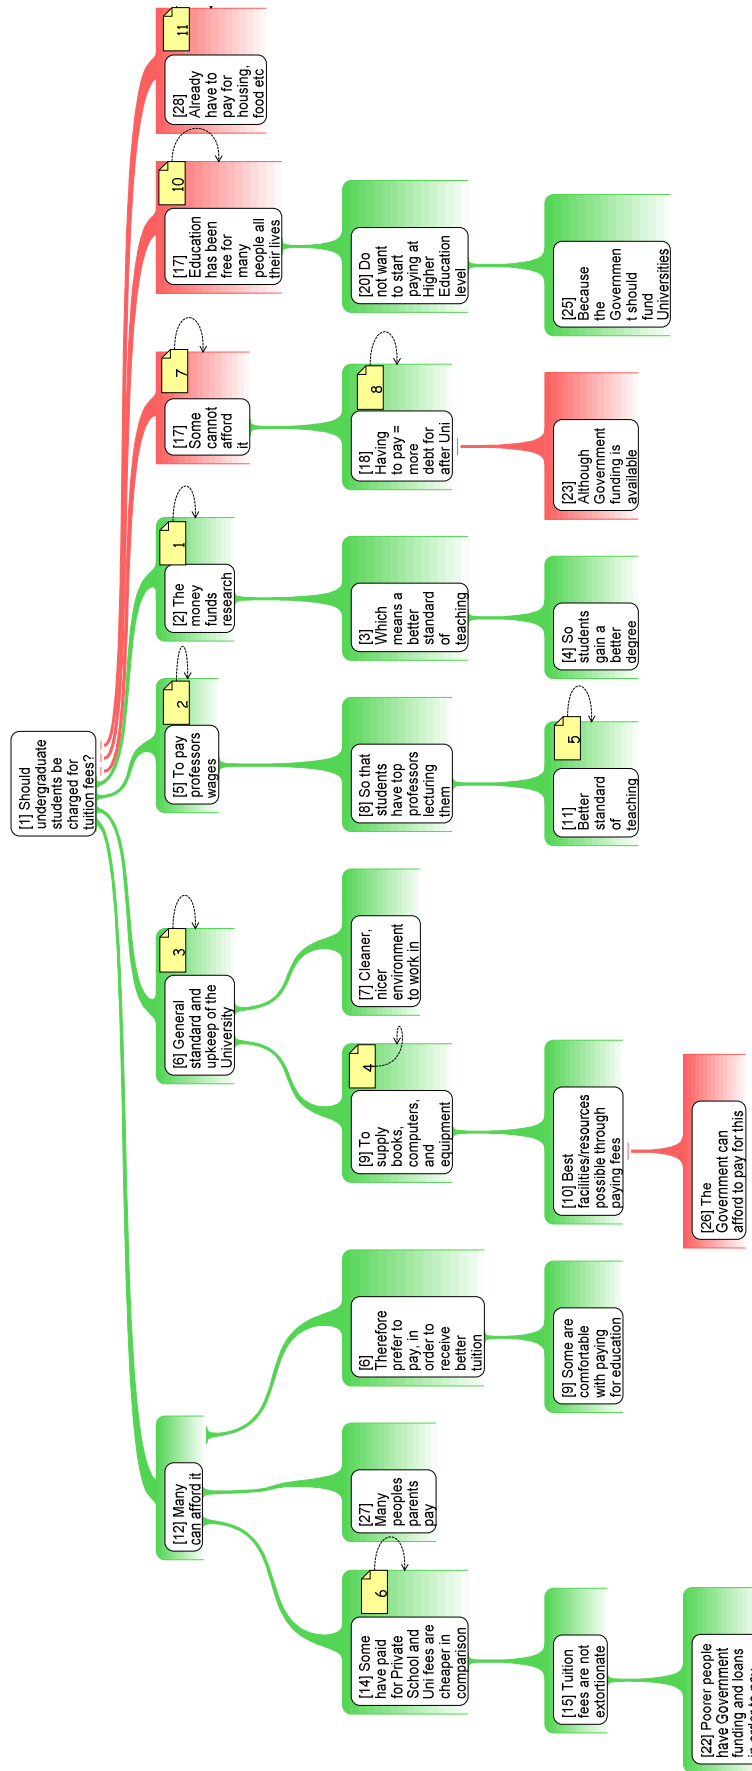 [1] Should
undergraduate
students be
charged for
tuition fees?
[12] Many
can afford it
[6] General
standard and
upkeep of the
University
3
[5] To pay
professors
wages
2
[2] The
money
funds
research
1
[17]
Some
cannot
afford
it
7
[17]
Education
has been
free for
many
people all
their lives
10
[28]
Already
have to
pay for
housing,
food etc
11
[14] Some
have paid
for Private
School and
Uni fees are
cheaper in
comparison
6
[27]
Many
peoples
parents
pay
[6]
Therefore
prefer to
pay, in
order to
receive
better
tuition
[9] To
supply
books,
computers,
and
equipment
4
[7] Cleaner,
nicer
environment
to work in
[8] So that
students
have top
professors
lecturing
them
[3]
Which
means a
better
standard
of
teaching
[18]
Having
to pay =
more
debt for
after Uni
8
[20] Do
not want
to start
paying at
Higher
Education
level
[15] Tuition
fees are not
extortionate
[9] Some are
comfortable
with paying
for education
[10] Best
facilities/resources
possible through
paying fees
[11]
Better
standard
of
teaching
5
[4] So
students
gain a
better
degree
[23]
Although
Government
funding is
available
[25]
Because
the
Governmen
t should
fund
Universities
[22] Poorer people
have Government
funding and loans
[26] The
Government can
afford to pay for this